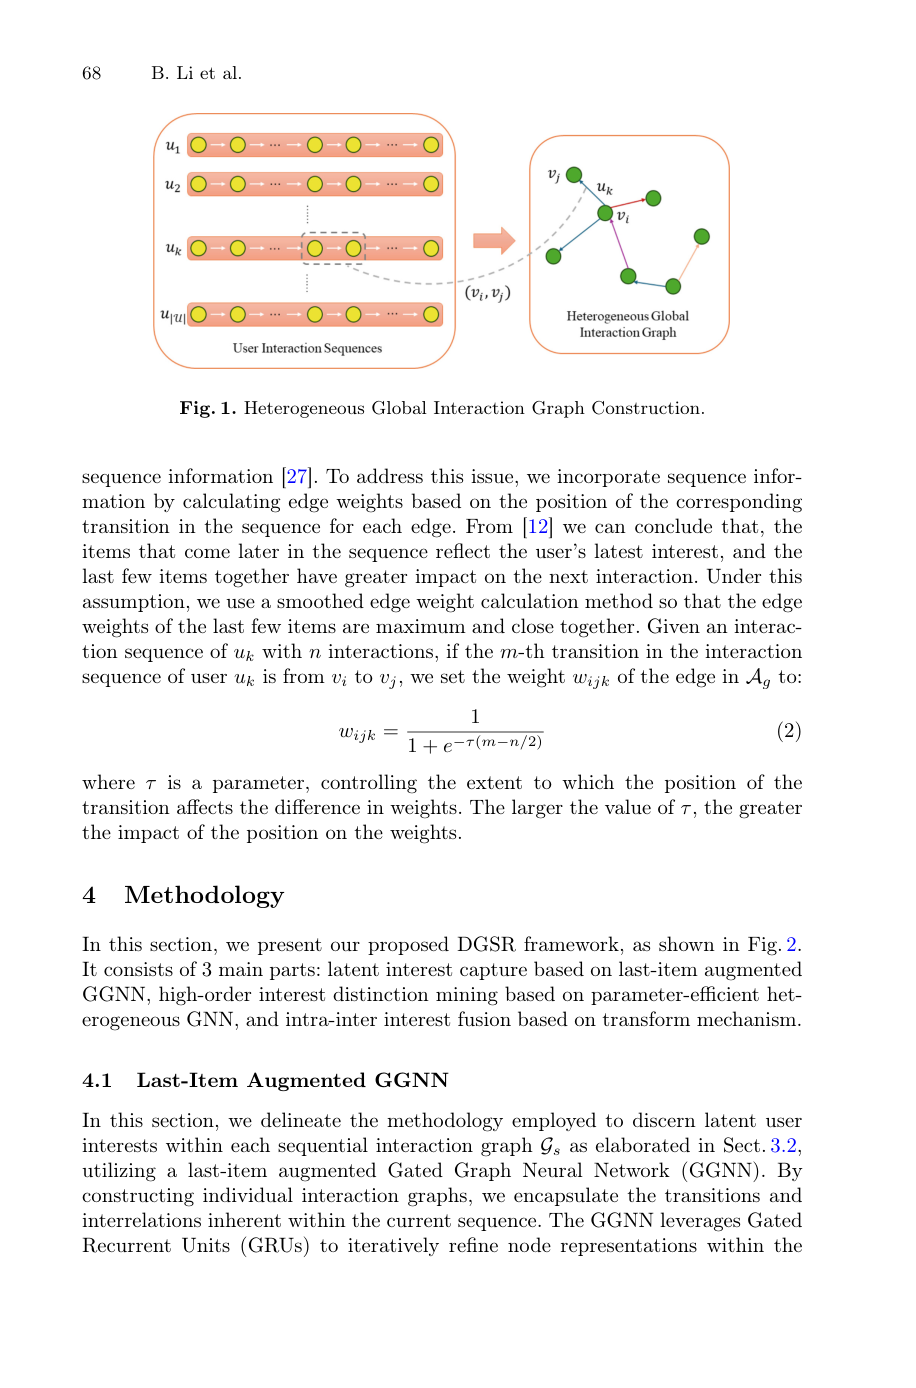 68 B. Li et al.
u1
u2
uk
u|U|
...
User Interaction Sequences
(vi, vj)
vj
uk
vi
Heterogeneous Global
Interaction Graph
Fig. 1. Heterogeneous Global Interaction Graph Construction.
sequence information [27]. To address this issue, we incorporate sequence infor-
mation by calculating edge weights based on the position of the corresponding
transition in the sequence for each edge. From [12] we can conclude that, the
items that come later in the sequence reflect the user's latest interest, and the
last few items together have greater impact on the next interaction. Under this
assumption, we use a smoothed edge weight calculation method so that the edge
weights of the last few items are maximum and close together. Given an interac-
tion sequence of uk with n interactions, if the m-th transition in the interaction
sequence of user uk is from vi to vj, we set the weight wijk of the edge in Ag to:
wijk = 1 / (1 + e^−τ(m−n/2)) (2)
where τ is a parameter, controlling the extent to which the position of the
transition affects the difference in weights. The larger the value of τ, the greater
the impact of the position on the weights.
4 Methodology
In this section, we present our proposed DGSR framework, as shown in Fig. 2.
It consists of 3 main parts: latent interest capture based on last-item augmented
GGNN, high-order interest distinction mining based on parameter-efficient het-
erogeneous GNN, and intra-inter interest fusion based on transform mechanism.
4.1 Last-Item Augmented GGNN
In this section, we delineate the methodology employed to discern latent user
interests within each sequential interaction graph Gs as elaborated in Sect. 3.2,
utilizing a last-item augmented Gated Graph Neural Network (GGNN). By
constructing individual interaction graphs, we encapsulate the transitions and
interrelations inherent within the current sequence. The GGNN leverages Gated
Recurrent Units (GRUs) to iteratively refine node representations within the